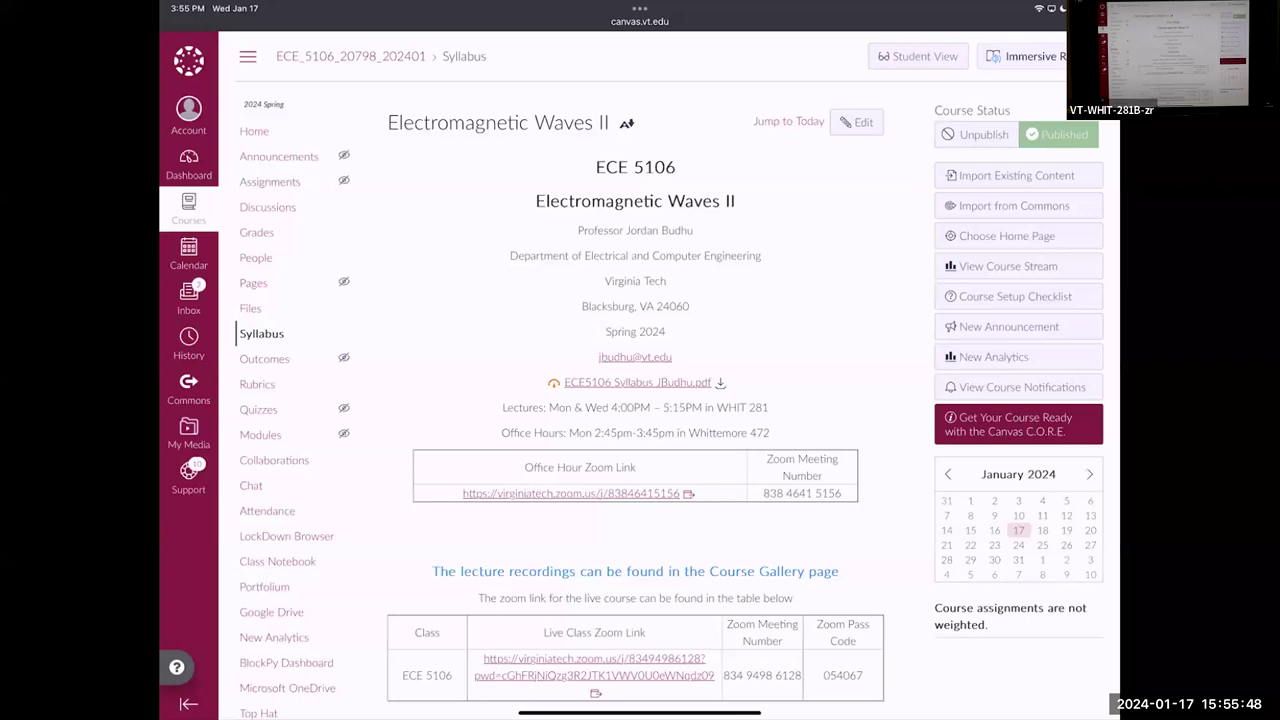 3:55 PM Wed Jan 17
canvas.vt.edu
ECE_5106_20798_202
Syllabus
Student View
Immersive R
VT-WHIT-281B-zr
Account
Dashboard
Courses
Calendar
2
Inbox
History
Commons
My Media
10
Support
2024 Spring
Home
Announcements
Assignments
Discussions
Grades
People
Pages
Files
Syllabus
Outcomes
Rubrics
Quizzes
Modules
Collaborations
Chat
Attendance
LockDown Browser
Class Notebook
Portfolio
Google Drive
New Analytics
BlockPy Dashboard
Microsoft OneDrive
Top Hat
Electromagnetic Waves II
Jump to Today
Edit
ECE 5106
Electromagnetic Waves II
Professor Jordan Budhu
Department of Electrical and Computer Engineering
Virginia Tech
Blacksburg, VA 24060
Spring 2024
jbudhu@vt.edu
ECE5106 Syllabus JBudhu.pdf
Lectures: Mon & Wed 4:00PM – 5:15PM in WHIT 281
Office Hours: Mon 2:45pm-3:45pm in Whittemore 472
Office Hour Zoom Link
Zoom Meeting Number
https://virginiatech.zoom.us/j/83846415156
838 4641 5156
The lecture recordings can be found in the Course Gallery page
The zoom link for the live course can be found in the table below
Class
Live Class Zoom Link
Zoom Meeting Number
Zoom Pass Code
ECE 5106
https://virginiatech.zoom.us/j/83494986128?
pwd=cGhFRjNiQzg3R2JTK1VWV0U0eWNqdz09
834 9498 6128
054067
Course Status
Unpublish
Published
Import Existing Content
Import from Commons
Choose Home Page
View Course Stream
Course Setup Checklist
New Announcement
New Analytics
View Course Notifications
Get Your Course Ready
with the Canvas C.O.R.E.
January 2024
31 1 2 3 4 5 6
7 8 9 10 11 12 13
14 15 16 17 18 19 20
21 22 23 24 25 26 27
28 29 30 31 1 2 3
4 5 6 7 8 9 10
Course assignments are not
weighted.
2024-01-17 15:55:48